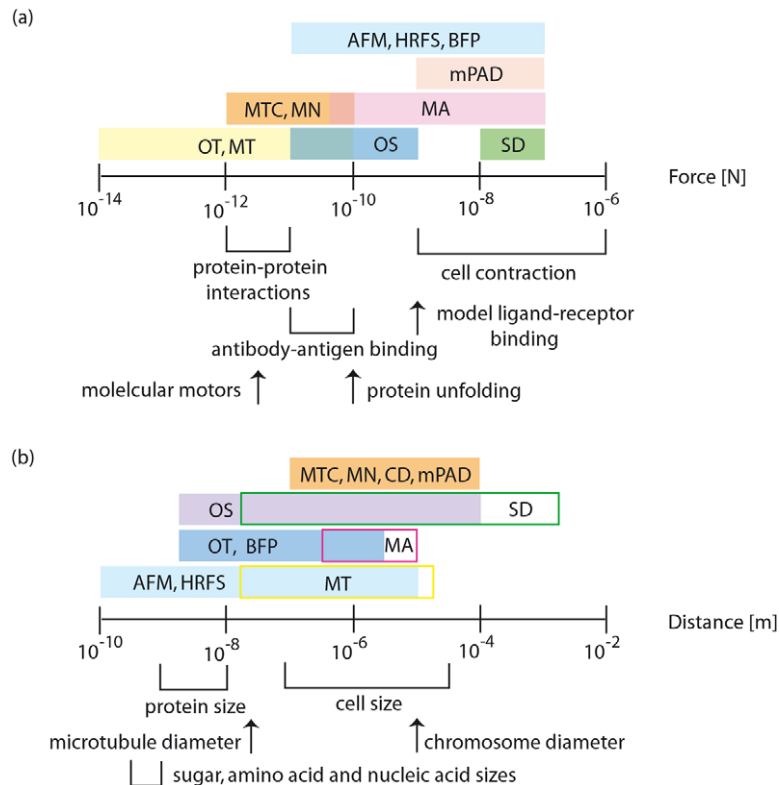 (a)
AFM, HRFS, BFP
mPAD
MTC, MN
MA
OT, MT
OS
SD
10-14
10-12
10-10
10-8
10-6
Force [N]
protein-protein
interactions
cell contraction
model ligand-receptor
binding
antibody-antigen binding
molelcular motors
protein unfolding
(b)
MTC, MN, CD, mPAD
OS
SD
OT, BFP
MA
AFM, HRFS
MT
10-10
10-8
10-6
10-4
10-2
Distance [m]
protein size
cell size
microtubule diameter
chromosome diameter
sugar, amino acid and nucleic acid sizes